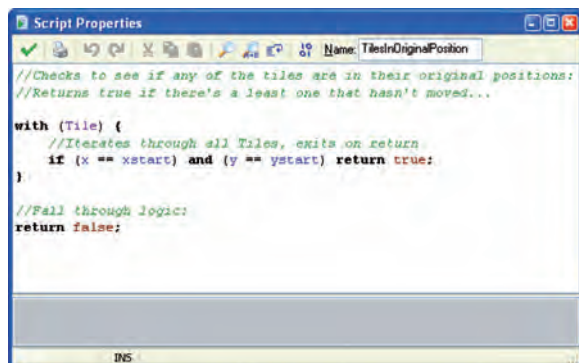 Script Properties
Name: TilesInOriginalPosition
//Checks to see if any of the tiles are in their original positions:
//Returns true if there's a least one that hasn't moved...
with (Tile) {
//Iterates through all Tiles, exits on return
if (x == xstart) and (y == ystart) return true;
}
//Fall through logic:
return false;
INS